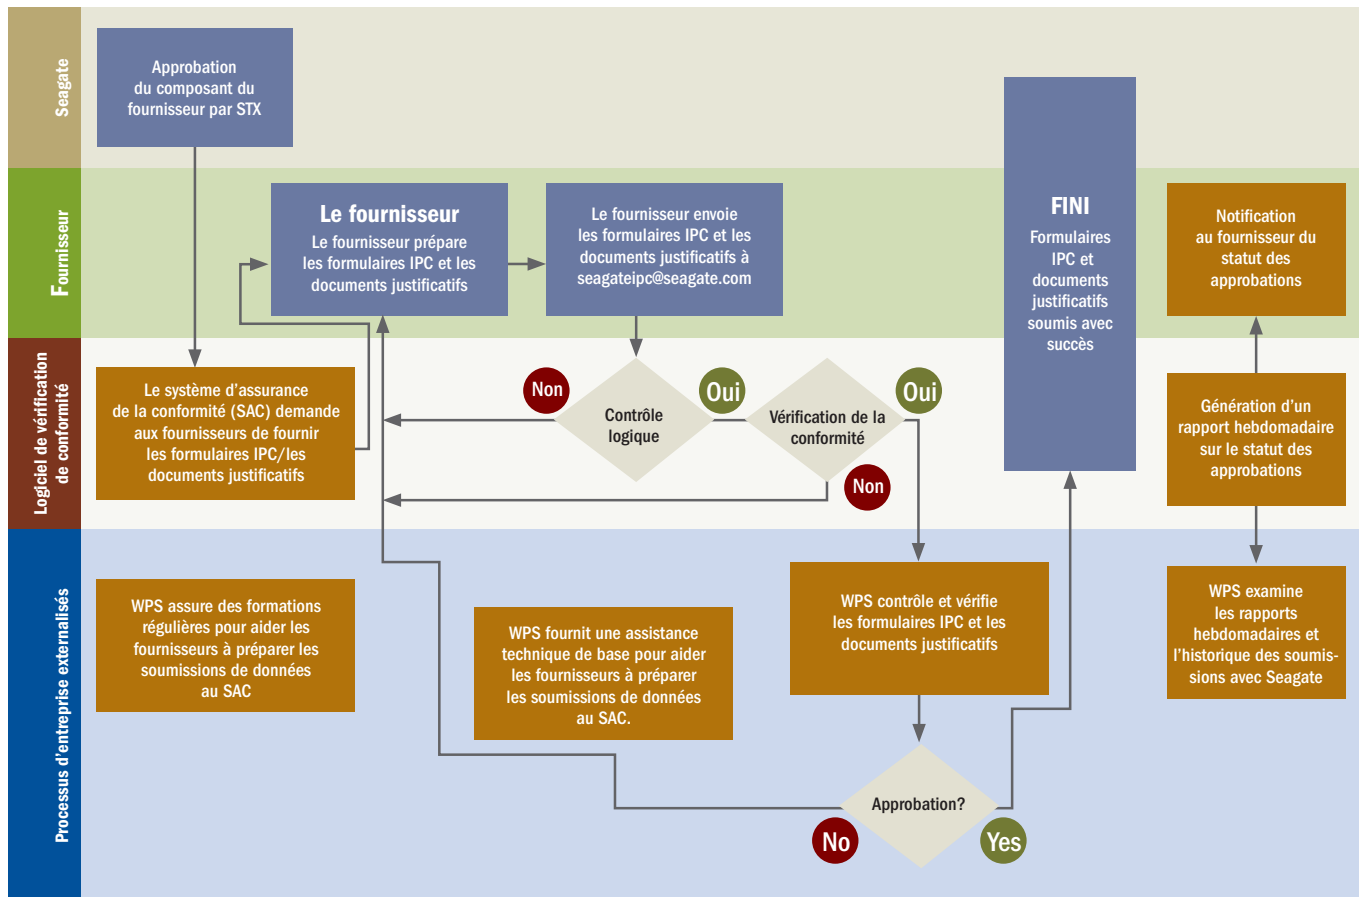 Seagate
Approbation
du composant du
fournisseur par STX
Fournisseur
Le fournisseur
Le fournisseur prépare
les formulaires IPC et les
documents justificatifs
Le fournisseur envoie
les formulaires IPC et les
documents justificatifs à
seagateipc@seagate.com
FINI
Formulaires
IPC et
documents
justificatifs
soumis avec
succès
Notification
au fournisseur du
statut des
approbations
Logiciel de vérification
de conformité
Le système d'assurance
de la conformité (SAC) demande
aux fournisseurs de fournir
les formulaires IPC/les
documents justificatifs
Non
Contrôle
logique
Oui
Vérification de la
conformité
Oui
Non
Génération d'un
rapport hebdomadaire
sur le statut des
approbations
Processus d'entreprise externalisés
WPS assure des formations
régulières pour aider les
fournisseurs à préparer les
soumissions de données
au SAC
WPS fournit une assistance
technique de base pour aider
les fournisseurs à préparer
les soumissions de données
au SAC.
WPS contrôle et vérifie
les formulaires IPC et les
documents justificatifs
WPS examine
les rapports
hebdomadaires et
l'historique des soumis-
sions avec Seagate
Approbation?
No
Yes